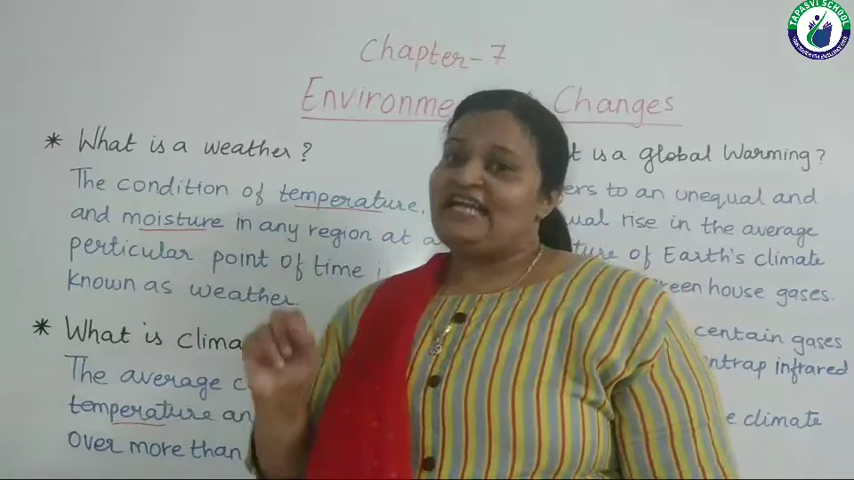 TAPASVI SCHOOL
Chapter-7
Environme Changes
* What is a weather?
The condition of temperature,
and moisture in any region at a
perticular point of time i
known as weather
* What is clima
The average c
temperature an
Over more than
t is a global Warming?
ers to an unequal and
ual rise in the average
ture of Earth's climate
reen house gases.
centain gases
ntrap infrared
e climate